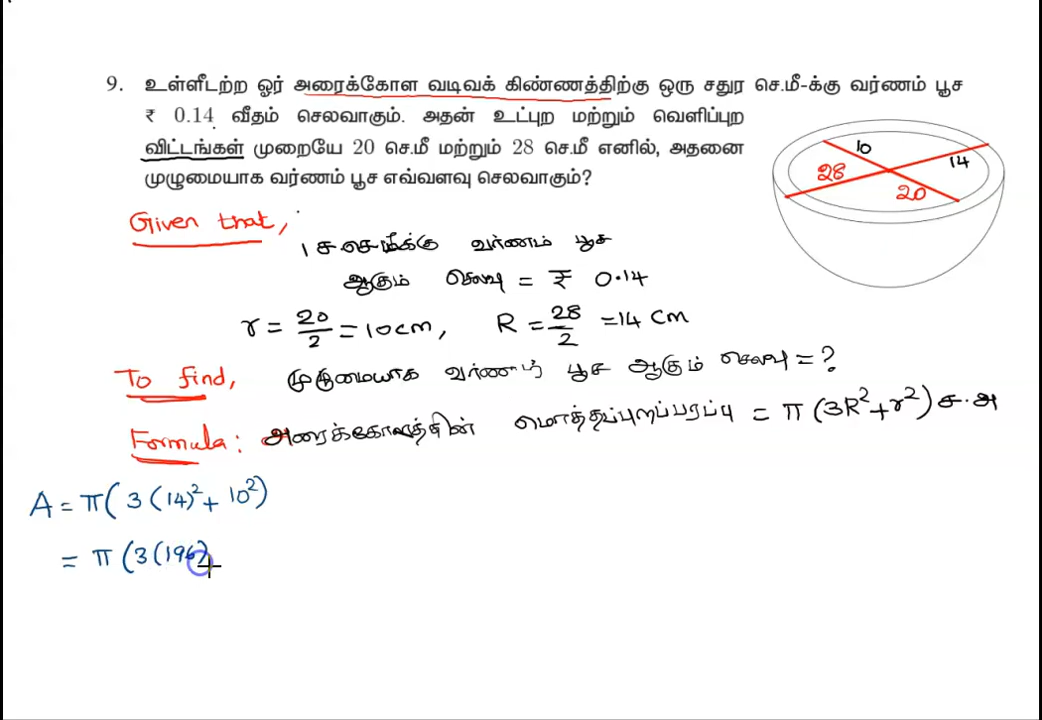 9. உள்ளீடற்ற ஓர் அரைக்கோள வடிவக் கிண்ணத்திற்கு ஒரு சதுர செ.மீ-க்கு வர்ணம் பூச
₹ 0.14 வீதம் செலவாகும். அதன் உட்புற மற்றும் வெளிப்புற
விட்டங்கள் முறையே 20 செ.மீ மற்றும் 28 செ.மீ எனில், அதனை
முழுமையாக வர்ணம் பூச எவ்வளவு செலவாகும்?
10
14
28
20
Given that,
1 ச செமீக்கு வர்ணம் பூச
ஆகும் செலவு = ₹ 0.14
r = 20/2 = 10cm, R = 28/2 = 14 cm
To find, முழுமையாக வர்ணம் பூச ஆகும் செலவு = ?
Formula: அரைக்கோளத்தின் மொத்தப்புறப்பரப்பு = π (3R²+r²) ச.அ
A = π( 3 (14)² + 10²)
= π (3(196) +